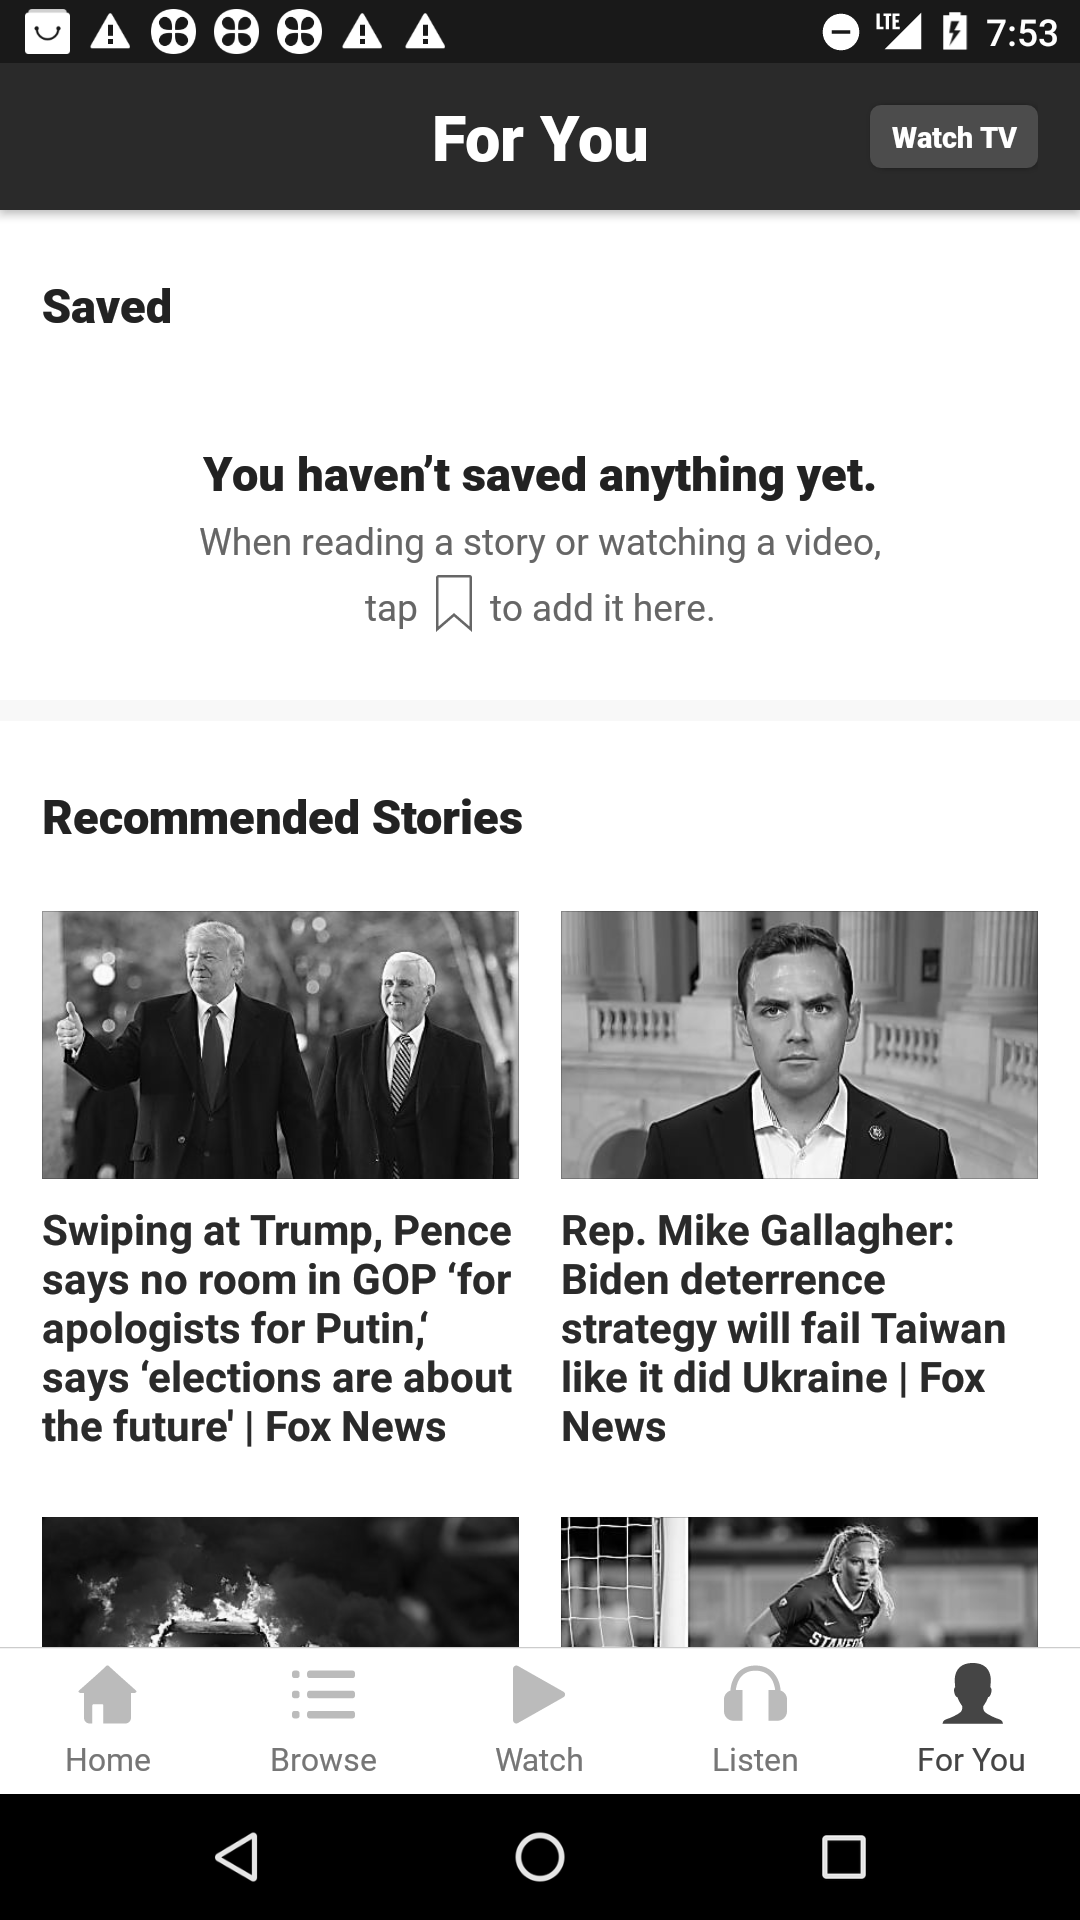 LTE 7:53
For You
Watch TV
Saved
You haven’t saved anything yet.
When reading a story or watching a video,
tap to add it here.
Recommended Stories
Swiping at Trump, Pence
says no room in GOP ‘for
apologists for Putin,‘
says ‘elections are about
the future' | Fox News
Rep. Mike Gallagher:
Biden deterrence
strategy will fail Taiwan
like it did Ukraine | Fox
News
Home
Browse
Watch
Listen
For You